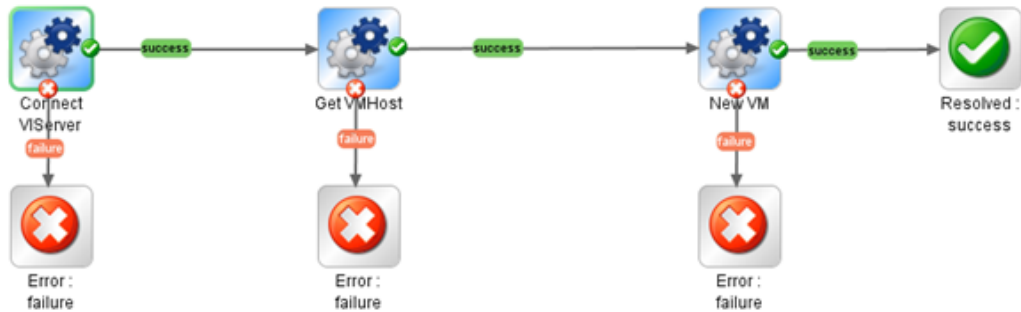 success
success
success
Connect
VIServer
Get VMHost
New VM
Resolved :
success
failure
failure
failure
Error :
failure
Error :
failure
Error :
failure